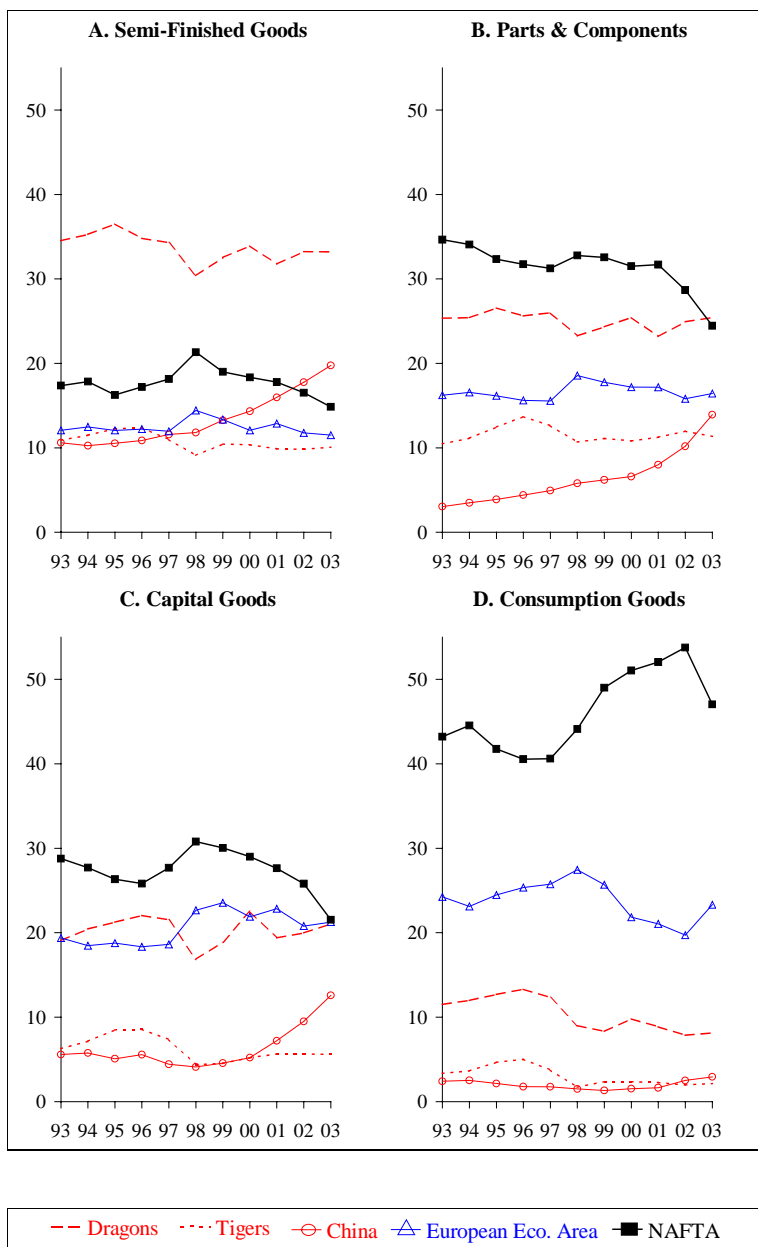 A. Semi-Finished Goods
50
40
30
20
10
0
93 94 95 96 97 98 99 00 01 02 03
B. Parts & Components
50
40
30
20
10
0
93 94 95 96 97 98 99 00 01 02 03
C. Capital Goods
50
40
30
20
10
0
93 94 95 96 97 98 99 00 01 02 03
D. Consumption Goods
50
40
30
20
10
0
93 94 95 96 97 98 99 00 01 02 03
Dragons Tigers China European Eco. Area NAFTA